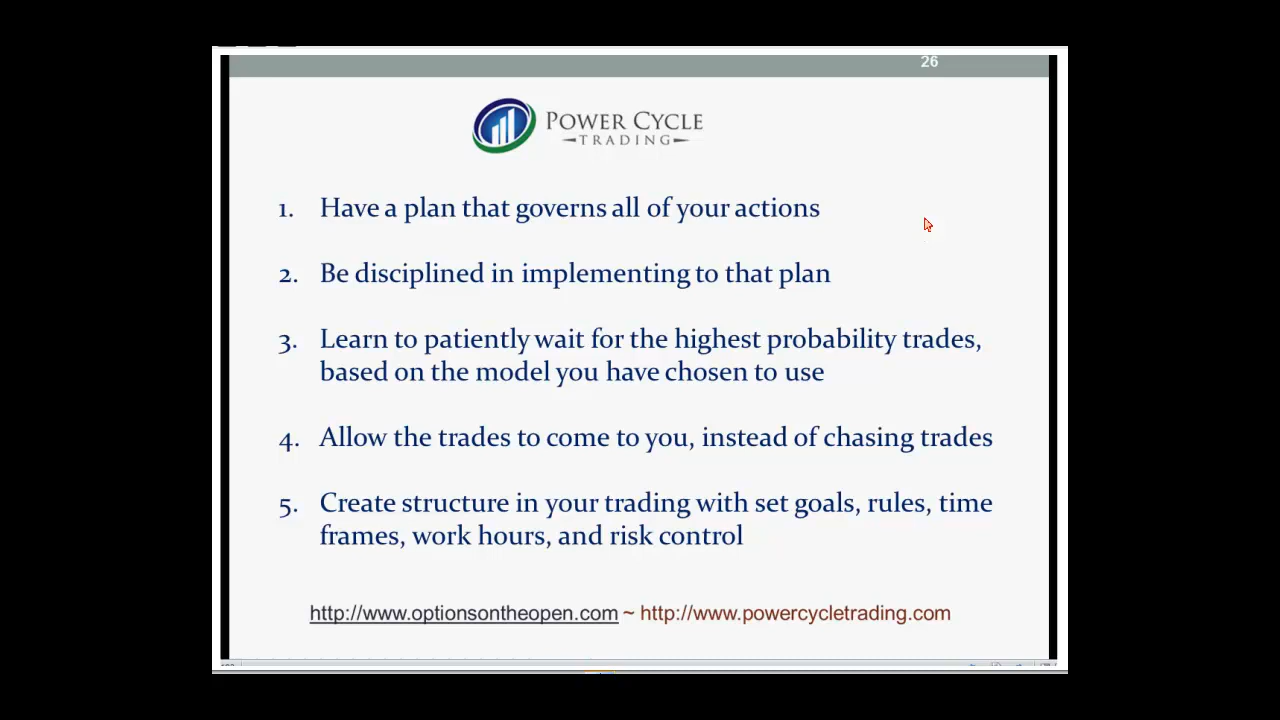 26
POWER CYCLE
TRADING
1. Have a plan that governs all of your actions
2. Be disciplined in implementing to that plan
3. Learn to patiently wait for the highest probability trades,
based on the model you have chosen to use
4. Allow the trades to come to you, instead of chasing trades
5. Create structure in your trading with set goals, rules, time
frames, work hours, and risk control
http://www.optionsontheopen.com ~ http://www.powercycletrading.com